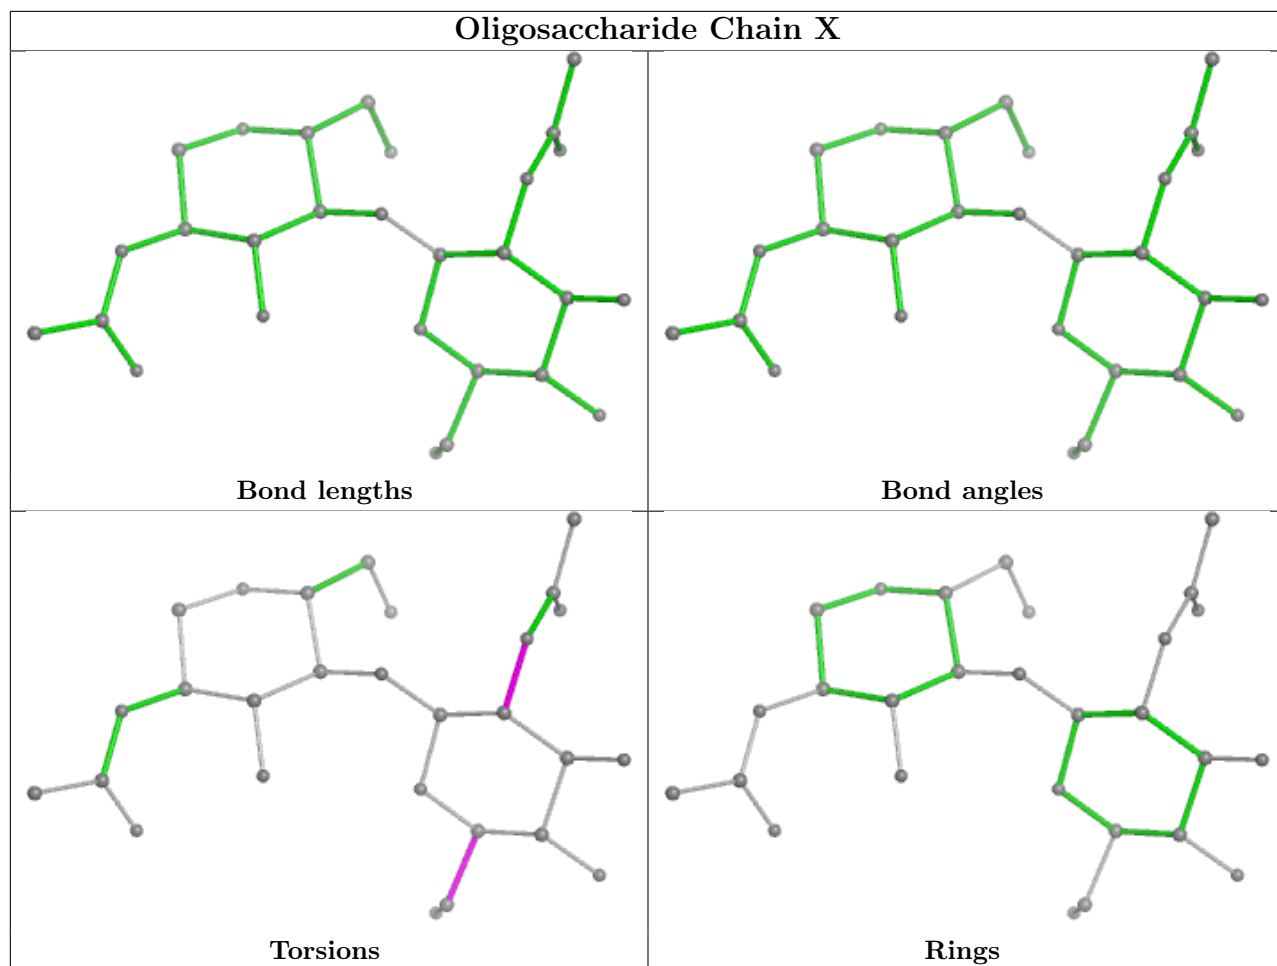 Oligosaccharide Chain X
Bond lengths
Bond angles
Torsions
Rings